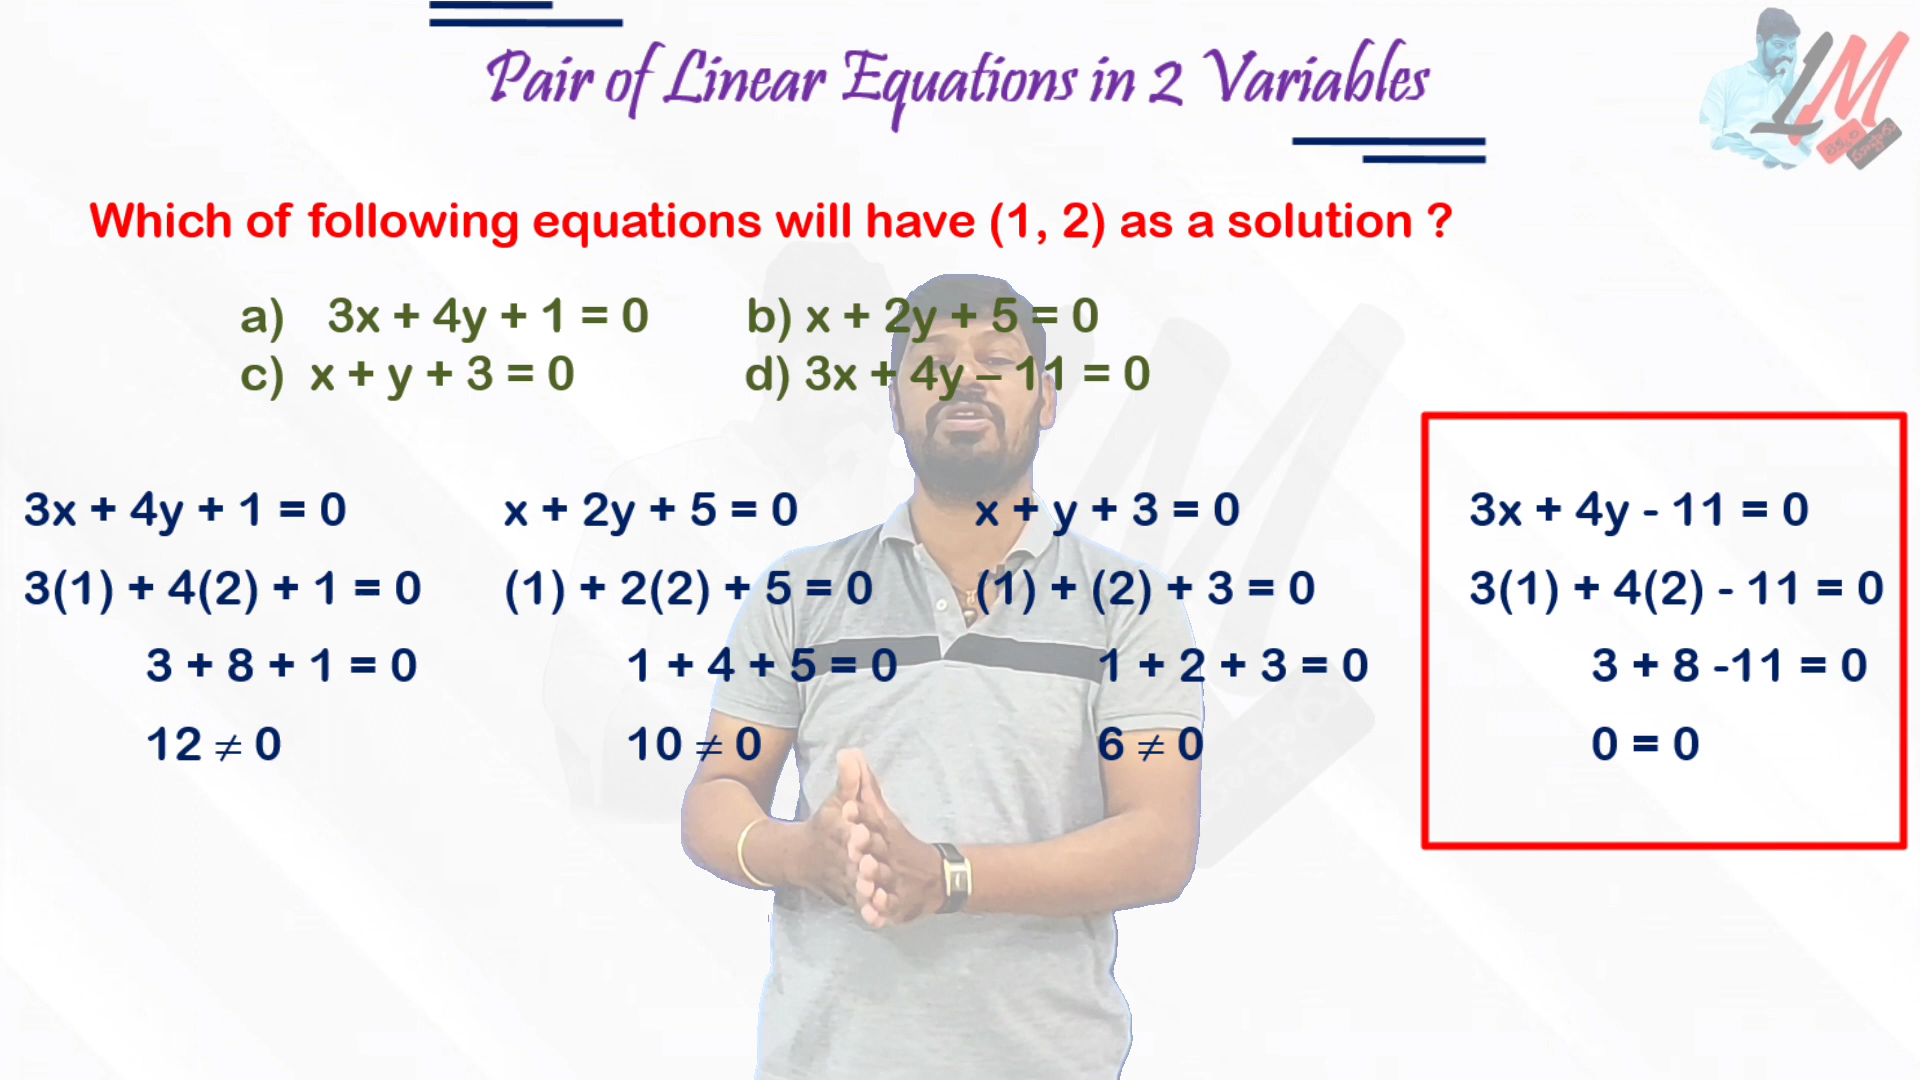 Pair of Linear Equations in 2 Variables
LM
Which of following equations will have (1, 2) as a solution ?
a) 3x + 4y + 1 = 0 b) x + 2y + 5 = 0
c) x + y + 3 = 0 d) 3x + 4y – 11 = 0
3x + 4y + 1 = 0 x + 2y + 5 = 0 x + y + 3 = 0 3x + 4y - 11 = 0
3(1) + 4(2) + 1 = 0 (1) + 2(2) + 5 = 0 (1) + (2) + 3 = 0 3(1) + 4(2) - 11 = 0
3 + 8 + 1 = 0 1 + 4 + 5 = 0 1 + 2 + 3 = 0 3 + 8 -11 = 0
12 ≠ 0 10 ≠ 0 6 ≠ 0 0 = 0